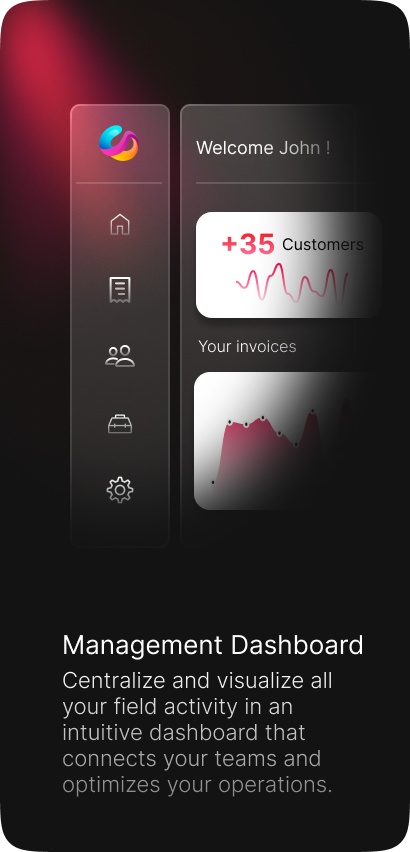 Welcome John !
+35 Customers
Your invoices
Management Dashboard
Centralize and visualize all
your field activity in an
intuitive dashboard that
connects your teams and
optimizes your operations.